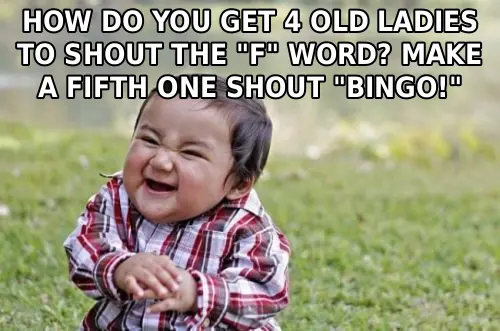 HOW DO YOU GET 4 OLD LADIES
TO SHOUT THE "F" WORD? MAKE
A FIFTH ONE SHOUT "BINGO!"